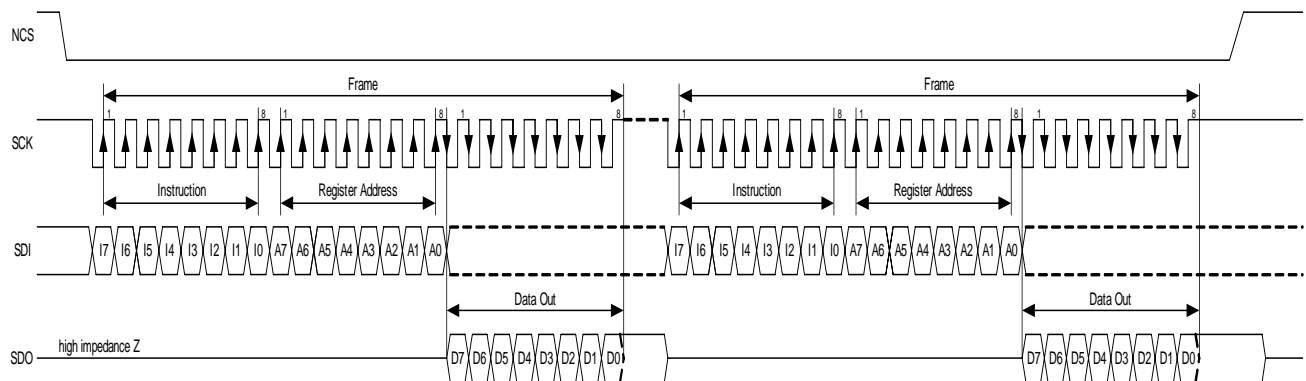 NCS
Frame Frame
SCK 1 8 1 8 1 8 1 8 1 8 1 8
Instruction Register Address Instruction Register Address
SDI I7 I6 I5 I4 I3 I2 I1 I0 A7 A6 A5 A4 A3 A2 A1 A0 I7 I6 I5 I4 I3 I2 I1 I0 A7 A6 A5 A4 A3 A2 A1 A0
Data Out Data Out
high impedance Z
SDO D7 D6 D5 D4 D3 D2 D1 D0 D7 D6 D5 D4 D3 D2 D1 D0